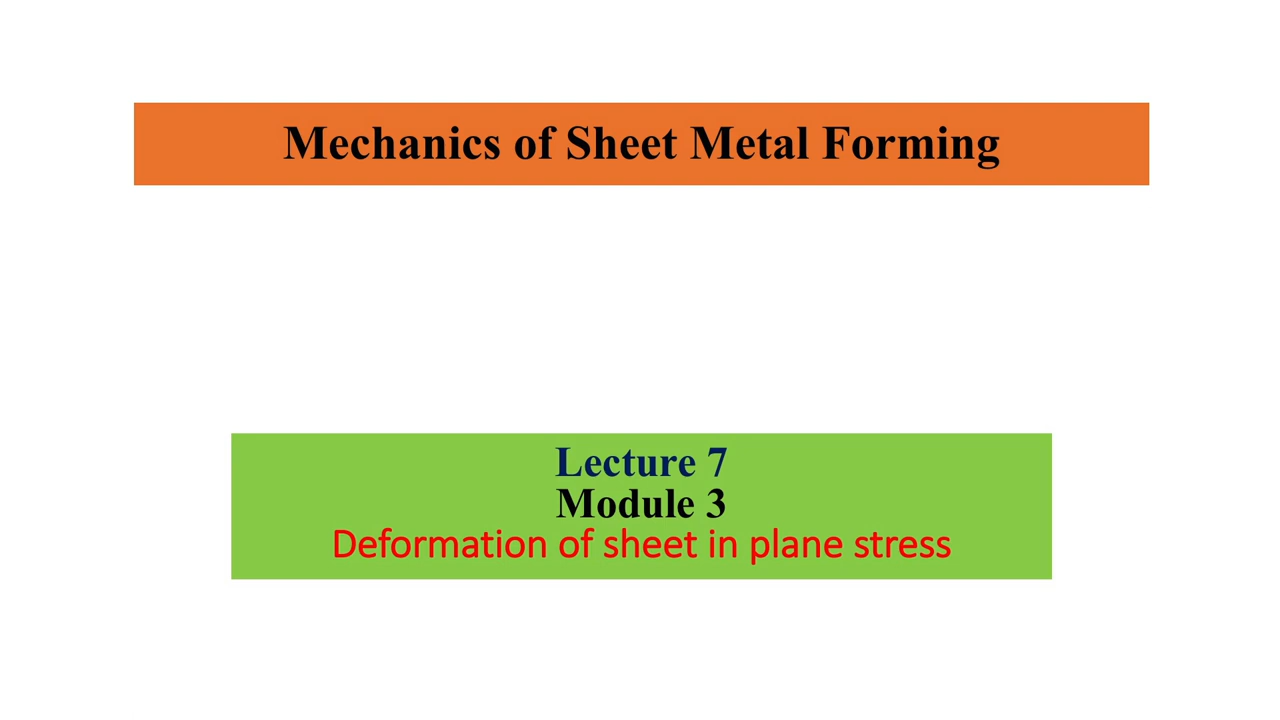 Mechanics of Sheet Metal Forming
Lecture 7
Module 3
Deformation of sheet in plane stress